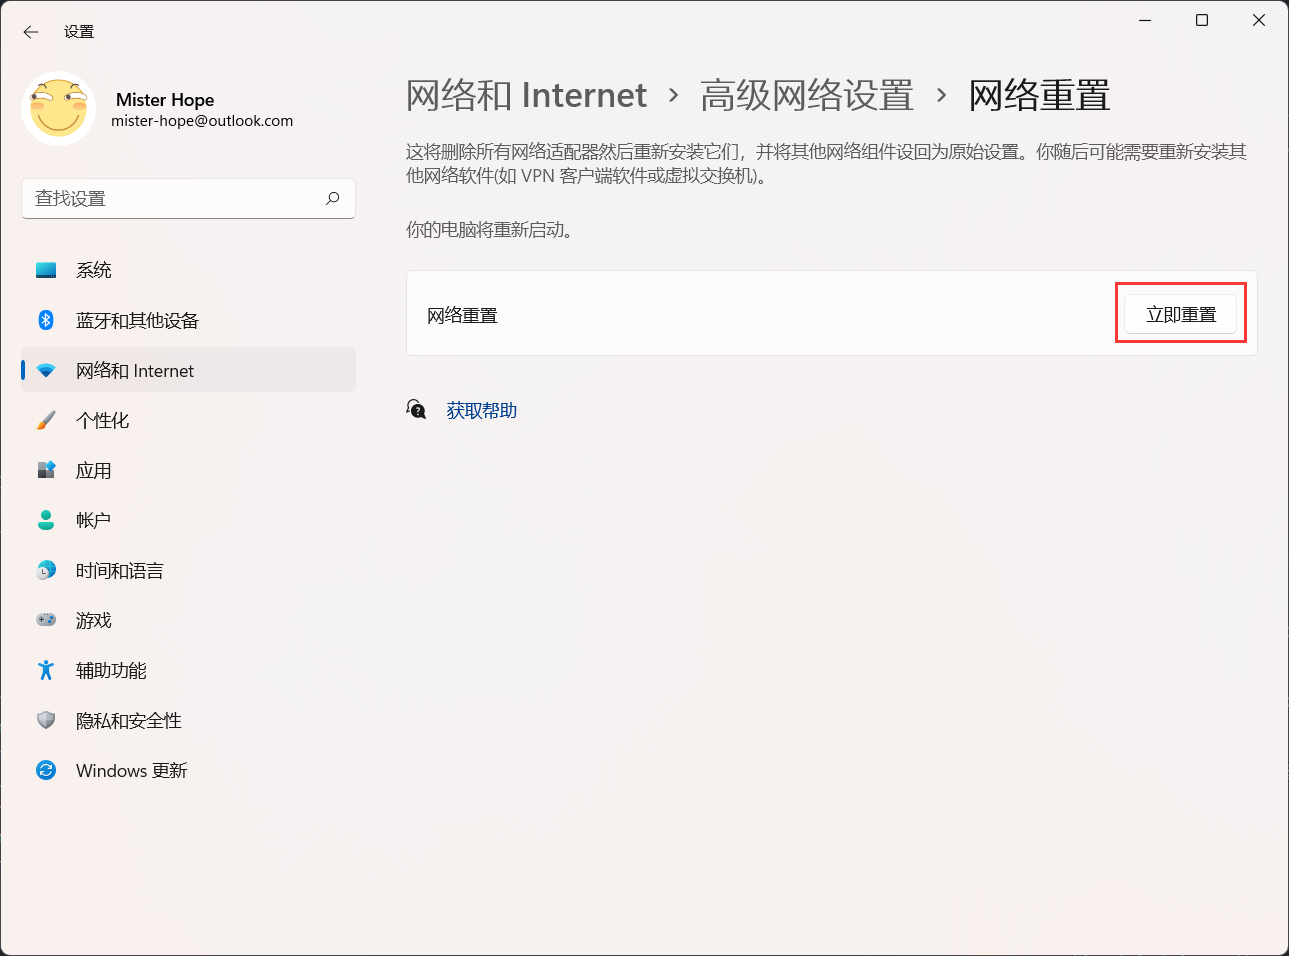 设置
Mister Hope
mister-hope@outlook.com
查找设置
系统
蓝牙和其他设备
网络和 Internet
个性化
应用
帐户
时间和语言
游戏
辅助功能
隐私和安全性
Windows 更新
网络和 Internet › 高级网络设置 › 网络重置
这将删除所有网络适配器然后重新安装它们，并将其他网络组件设回为原始设置。你随后可能需要重新安装其
他网络软件(如 VPN 客户端软件或虚拟交换机)。
你的电脑将重新启动。
网络重置
立即重置
获取帮助